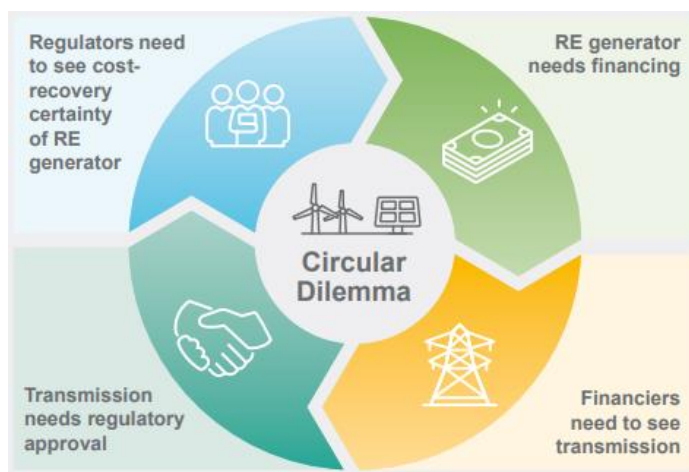 Regulators need
to see cost-
recovery
certainty
of RE
generator
RE generator
needs financing
Circular
Dilemma
Transmission
needs regulatory
approval
Financiers
need to see
transmission